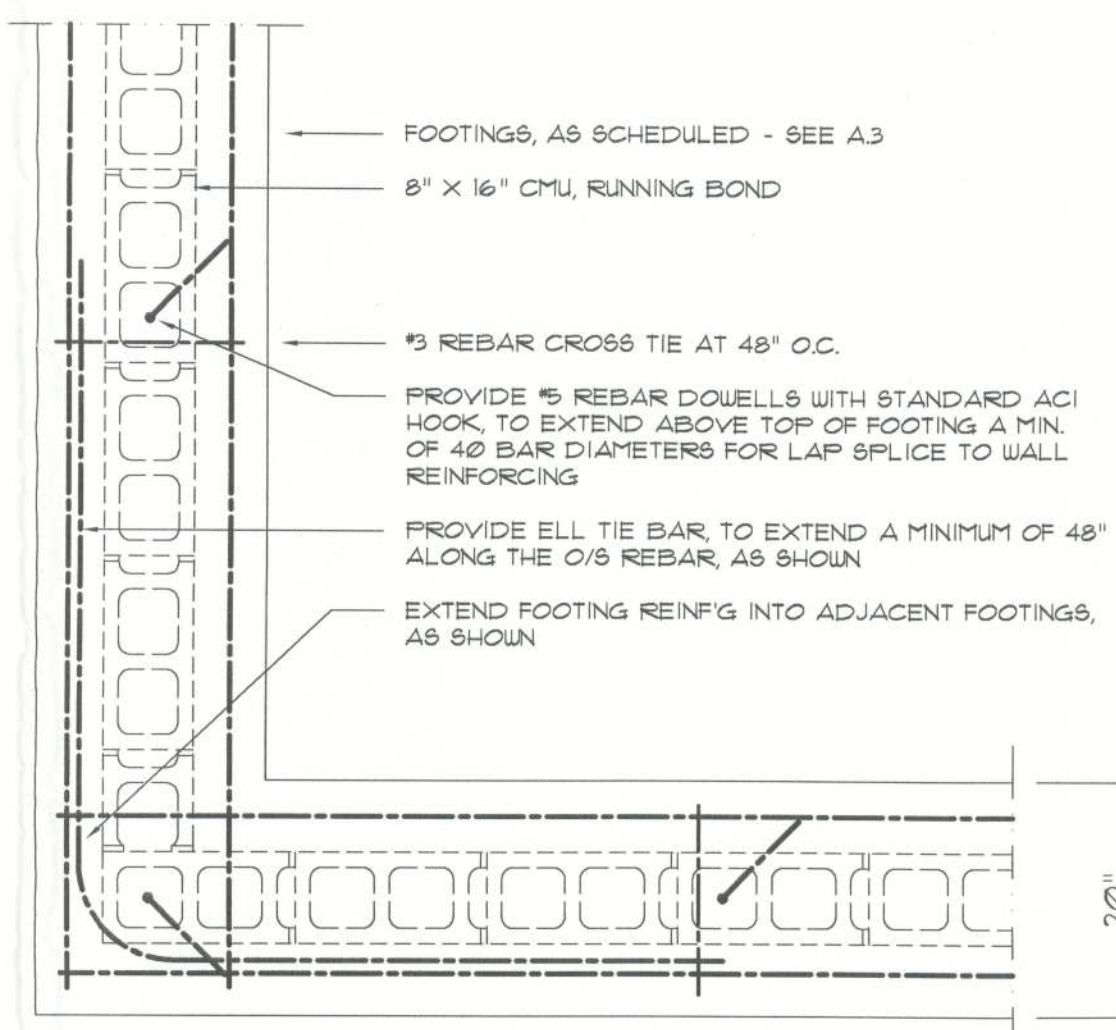 FOOTINGS, AS SCHEDULED - SEE A.3
8" X 16" CMU, RUNNING BOND
#3 REBAR CROSS TIE AT 48" O.C.
PROVIDE #5 REBAR DOWELLS WITH STANDARD ACI
HOOK, TO EXTEND ABOVE TOP OF FOOTING A MIN.
OF 40 BAR DIAMETERS FOR LAP SPLICE TO WALL
REINFORCING
PROVIDE ELL TIE BAR, TO EXTEND A MINIMUM OF 48"
ALONG THE O/S REBAR, AS SHOWN
EXTEND FOOTING REINF'G INTO ADJACENT FOOTINGS,
AS SHOWN
20"